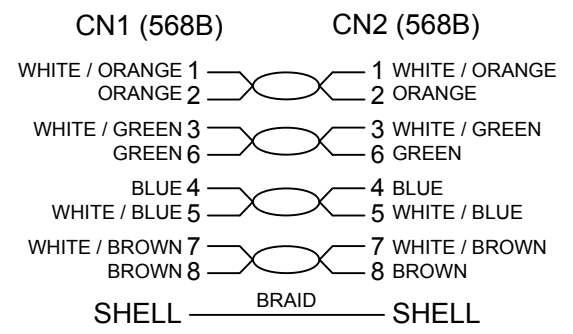 CN1 (568B) CN2 (568B)
WHITE / ORANGE 1 1 WHITE / ORANGE
ORANGE 2 2 ORANGE
WHITE / GREEN 3 3 WHITE / GREEN
GREEN 6 6 GREEN
BLUE 4 4 BLUE
WHITE / BLUE 5 5 WHITE / BLUE
WHITE / BROWN 7 7 WHITE / BROWN
BROWN 8 8 BROWN
SHELL BRAID SHELL